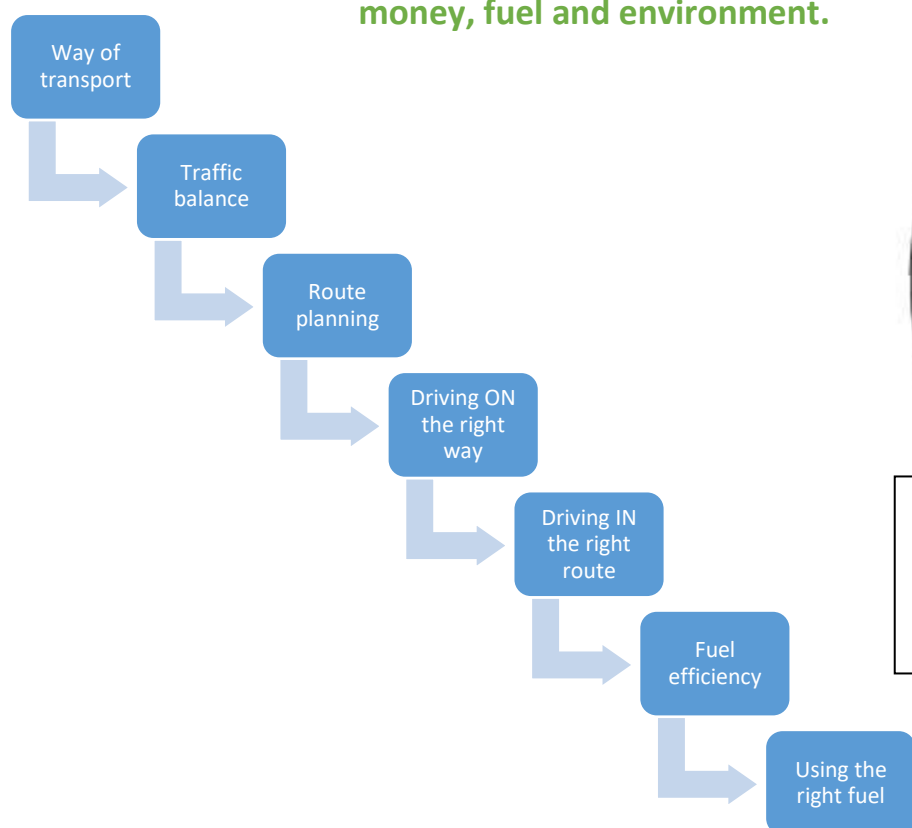 money, fuel and environment.
Way of
transport
Traffic
balance
Route
planning
Driving ON
the right
way
Driving IN
the right
route
Fuel
efficiency
Using the
right fuel